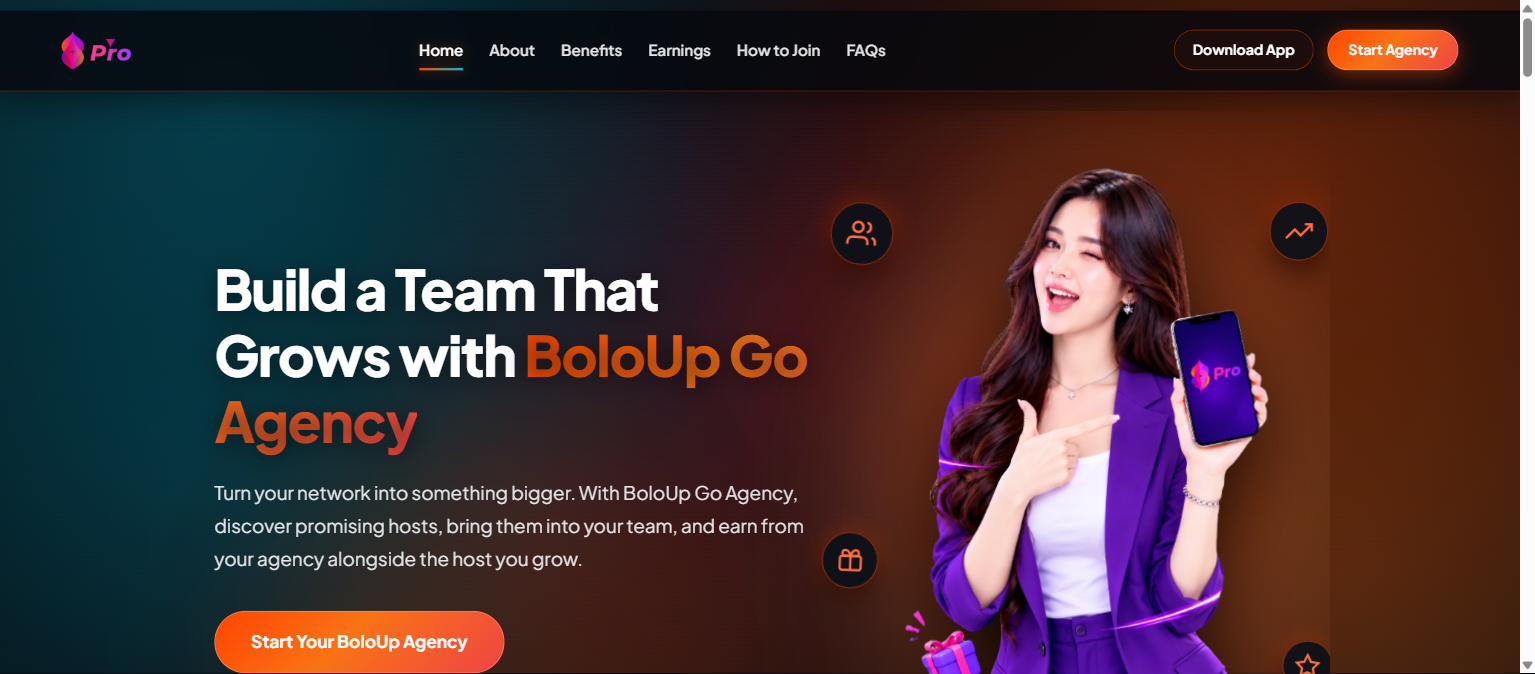 Pro
Home
About
Benefits
Earnings
How to Join
FAQs
Download App
Start Agency
Build a Team That
Grows with BoloUp Go
Agency
Turn your network into something bigger. With BoloUp Go Agency,
discover promising hosts, bring them into your team, and earn from
your agency alongside the host you grow.
Start Your BoloUp Agency
Pro